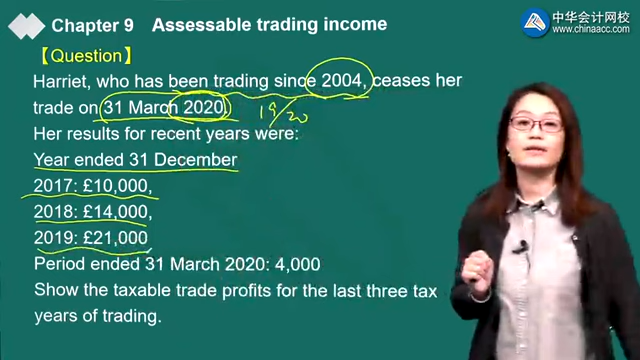 Chapter 9 Assessable trading income
中华会计网校
www.chinaacc.com
【Question】
Harriet, who has been trading since 2004, ceases her
trade on 31 March 2020.
19/20
Her results for recent years were:
Year ended 31 December
2017: £10,000,
2018: £14,000,
2019: £21,000
Period ended 31 March 2020: 4,000
Show the taxable trade profits for the last three tax
years of trading.